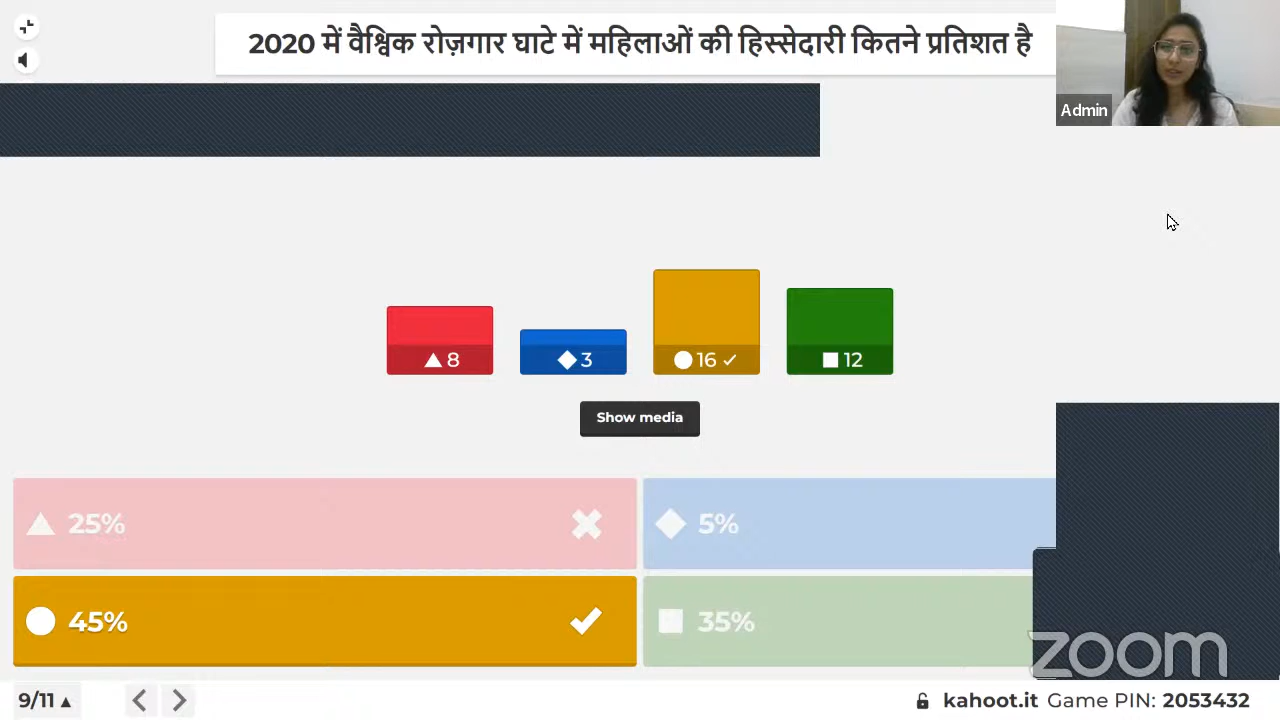 2020 में वैश्विक रोज़गार घाटे में महिलाओं की हिस्सेदारी कितने प्रतिशत है
Admin
8
3
16
12
Show media
25%
5%
45%
35%
zoom
9/11
kahoot.it Game PIN: 2053432